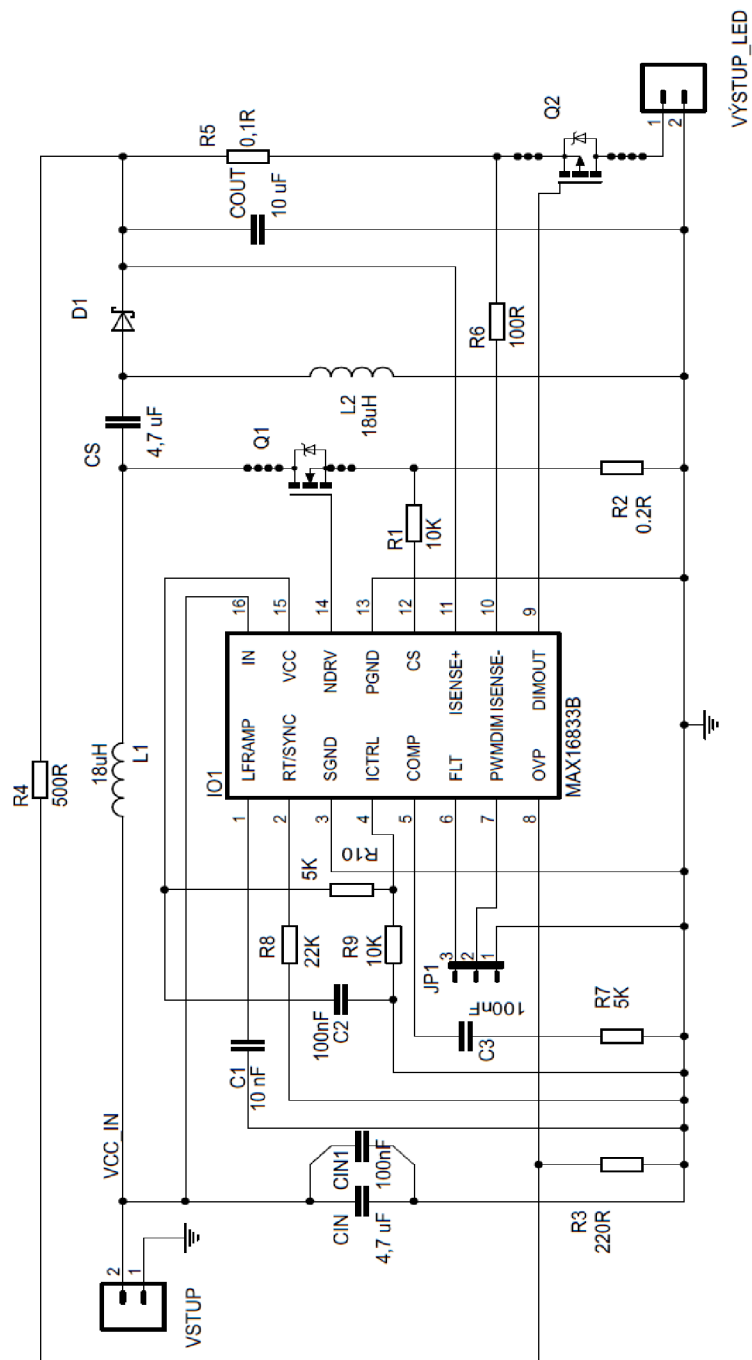 R4
500R
VCC_IN
18uH
L1
CS
4,7 uF
D1
R5
0,1R
COUT
10 uF
VSTUP
2
1
CIN
4,7 uF
CIN1
100nF
C1
10 nF
100nF
C2
R8
22K
R9
10K
5K
R10
JP1
3
2
1
100nF
C3
R7
5K
R3
220R
IO1
MAX16833B
1
LFRAMP
IN
16
2
RT/SYNC
VCC
15
3
SGND
NDRV
14
4
ICTRL
PGND
13
5
COMP
CS
12
6
FLT
ISENSE+
11
7
PWMDIM
ISENSE-
10
8
OVP
DIMOUT
9
Q1
R1
10K
L2
18uH
R2
0.2R
R6
100R
Q2
1
2
VÝSTUP_LED